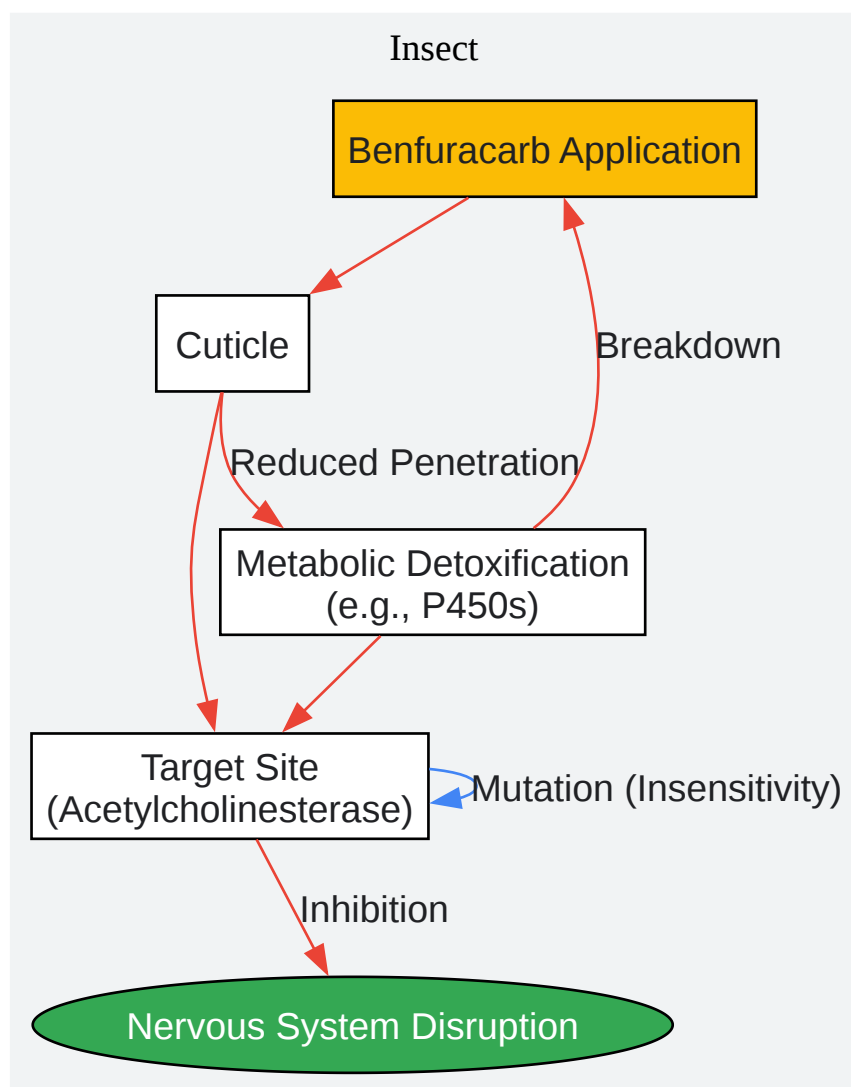 Insect
Benfuracarb Application
Cuticle
Breakdown
Reduced Penetration
Metabolic Detoxification
(e.g., P450s)
Target Site
(Acetylcholinesterase)
Mutation (Insensitivity)
Inhibition
Nervous System Disruption